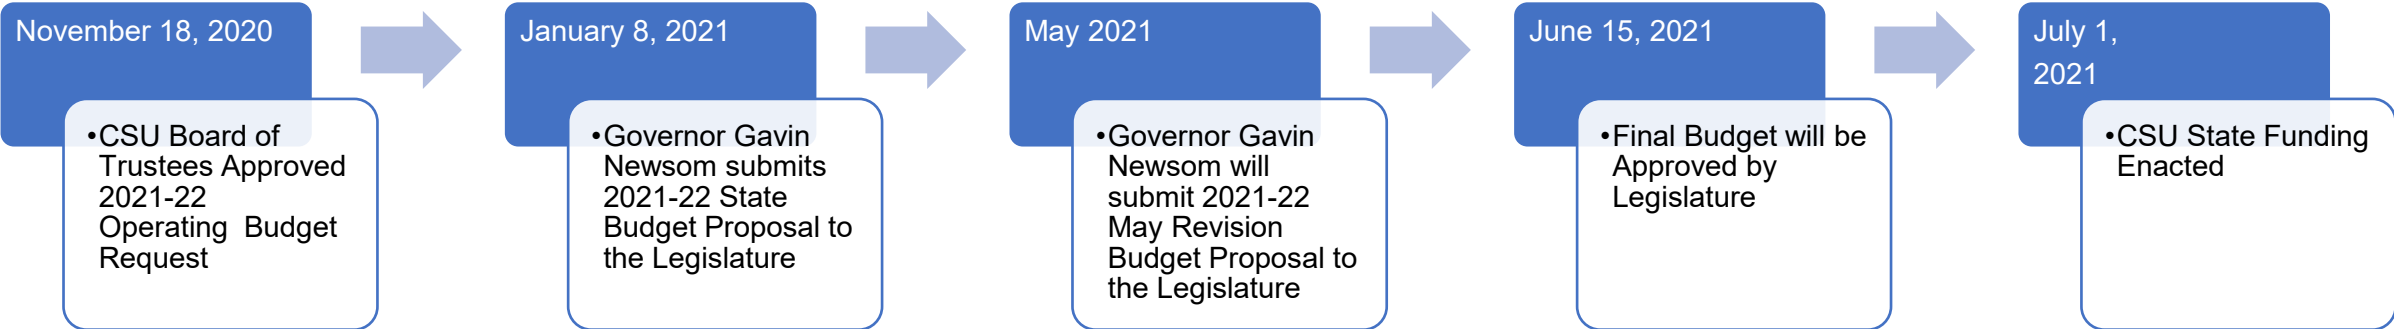 November 18, 2020
•CSU Board of
Trustees Approved
2021-22
Operating  Budget
Request
January 8, 2021
•Governor Gavin
Newsom submits
2021-22 State
Budget Proposal to
the Legislature
May 2021
•Governor Gavin
Newsom will
submit 2021-22
May Revision
Budget Proposal to
the Legislature
June 15, 2021
•Final Budget will be
Approved by
Legislature
July 1,
2021
•CSU State Funding
Enacted